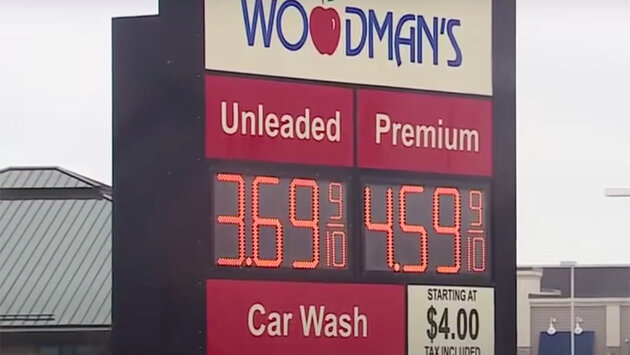 WOODMAN'S
Unleaded Premium
3.69 9/10 4.59 9/10
Car Wash
STARTING AT
$4.00
TAX INCLUDED